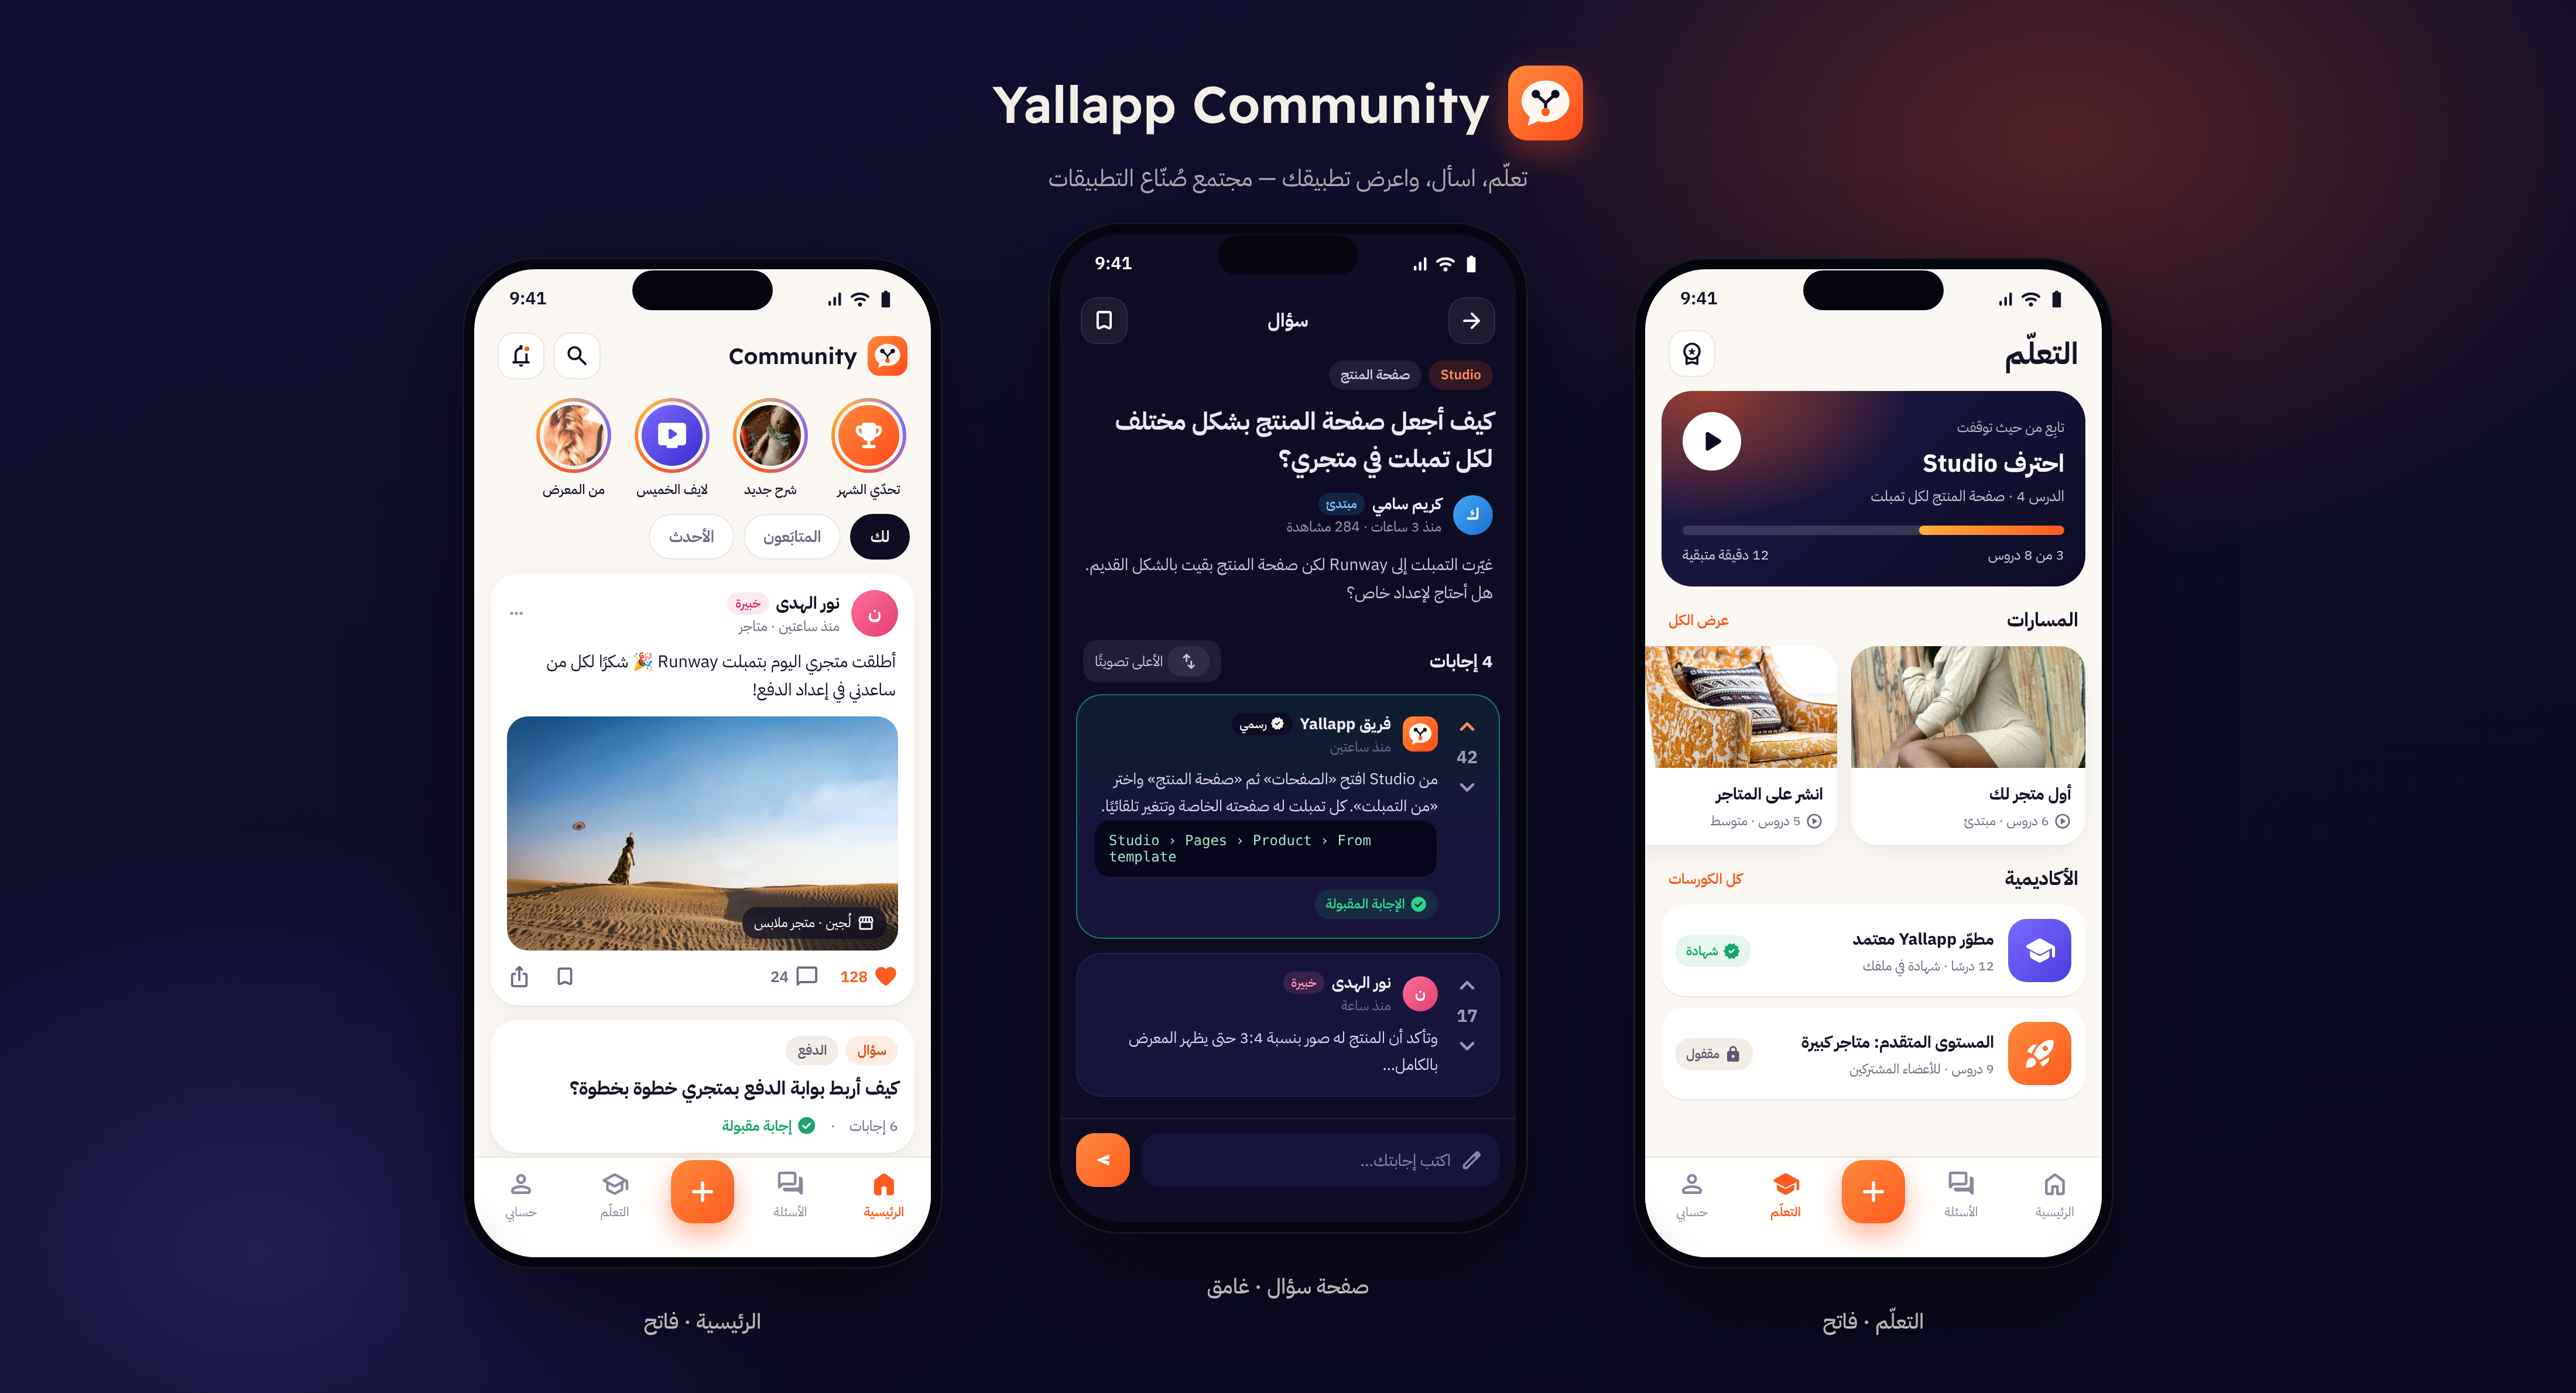 Yallapp Community
تعلّم، اسأل، واعرض تطبيقك — مجتمع صُنّاع التطبيقات
9:41
التعلّم
تابع من حيث توقفت
احترف Studio
الدرس 4 · صفحة المنتج لكل تمبلت
3 من 8 دروس
12 دقيقة متبقية
المسارات
عرض الكل
أول متجر لك
6 دروس · مبتدئ
انشر على المتاجر
5 دروس · متوسط
الأكاديمية
كل الكورسات
مطوّر Yallapp معتمد
12 درسًا · شهادة في ملفك
شهادة
المستوى المتقدم: متاجر كبيرة
9 دروس · للأعضاء المشتركين
مقفول
الرئيسية
الأسئلة
التعلّم
حسابي
التعلّم · فاتح
9:41
سؤال
Studio
صفحة المنتج
كيف أجعل صفحة المنتج بشكل مختلف
لكل تمبلت في متجري؟
ك
كريم سامي
مبتدئ
منذ 3 ساعات · 284 مشاهدة
غيّرت التمبلت إلى Runway لكن صفحة المنتج بقيت بالشكل القديم.
هل أحتاج لإعداد خاص؟
4 إجابات
الأعلى تصويتًا
فريق Yallapp
رسمي
منذ ساعتين
42
من Studio افتح «الصفحات» ثم «صفحة المنتج» واختر
«من التمبلت». كل تمبلت له صفحته الخاصة وتتغير تلقائيًا.
Studio › Pages › Product › From
template
الإجابة المقبولة
ن
نور الهدى
خبيرة
منذ ساعة
17
وتأكد أن المنتج له صور بنسبة 3:4 حتى يظهر المعرض
بالكامل...
اكتب إجابتك...
صفحة سؤال · غامق
9:41
Community
تحدّي الشهر
شرح جديد
لايف الخميس
من المعرض
لك
المتابَعون
الأحدث
ن
نور الهدى
خبيرة
منذ ساعتين · متاجر
أطلقت متجري اليوم بتمبلت Runway 🎉 شكرًا لكل من
ساعدني في إعداد الدفع!
لُجين · متجر ملابس
128
24
سؤال
الدفع
كيف أربط بوابة الدفع بمتجري خطوة بخطوة؟
6 إجابات · إجابة مقبولة
الرئيسية
الأسئلة
التعلّم
حسابي
الرئيسية · فاتح